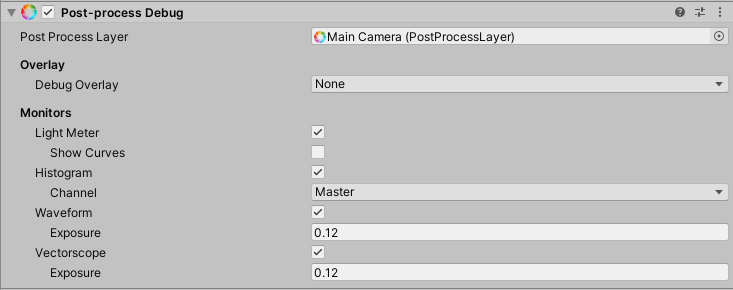 Post-process Debug
Post Process Layer Main Camera (PostProcessLayer)
Overlay
Debug Overlay None
Monitors
Light Meter
Show Curves
Histogram
Channel Master
Waveform
Exposure 0.12
Vectorscope
Exposure 0.12